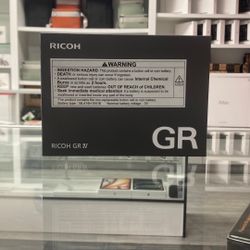 RICOH
WARNING
• INGESTION HAZARD: This product contains a button cell or coin battery.
• DEATH or serious injury can occur if ingested.
• A swallowed button cell or coin battery can cause Internal Chemical
Burns in as little as 2 hours.
• KEEP new and used batteries OUT OF REACH of CHILDREN.
• Seek immediate medical attention if a battery is suspected to be
swallowed or inserted inside any part of the body.
GR
RICOH GR IV